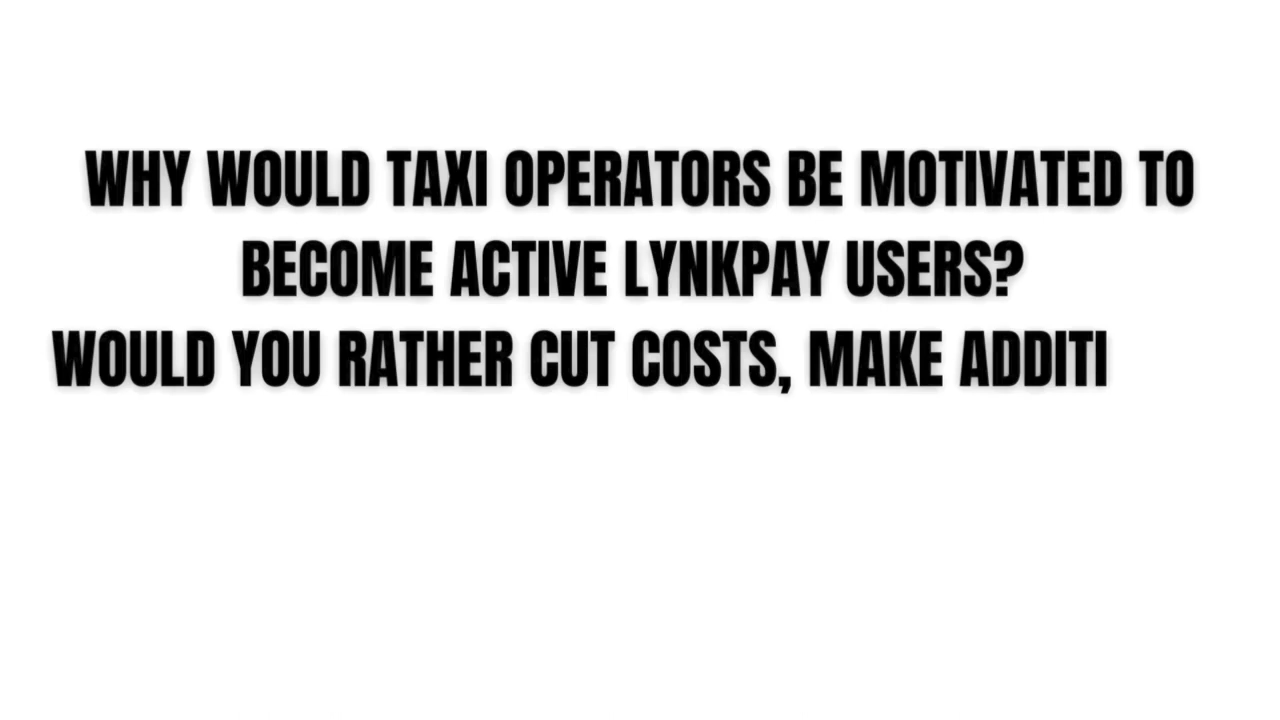 WHY WOULD TAXI OPERATORS BE MOTIVATED TO
BECOME ACTIVE LYNKPAY USERS?
WOULD YOU RATHER CUT COSTS, MAKE ADDITI